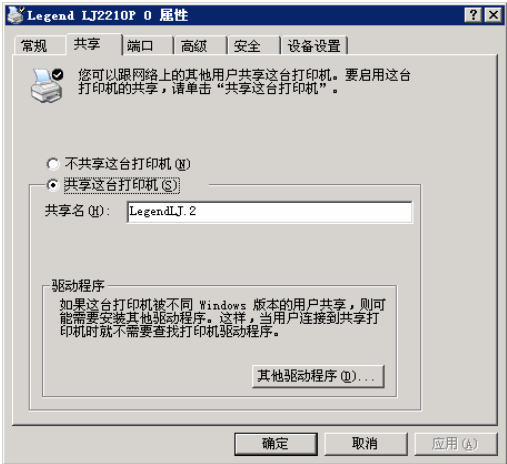 Legend LJ2210P 0 属性
常规 共享 端口 高级 安全 设备设置
您可以跟网络上的其他用户共享这台打印机。要启用这台
打印机的共享，请单击“共享这台打印机”。
不共享这台打印机(N)
共享这台打印机(S)
共享名(H): LegendLJ.2
驱动程序
如果这台打印机被不同 Windows 版本的用户共享，则可
能需要安装其他驱动程序。这样，当用户连接到共享打
印机时就不需要查找打印机驱动程序。
其他驱动程序(D)...
确定 取消 应用(A)